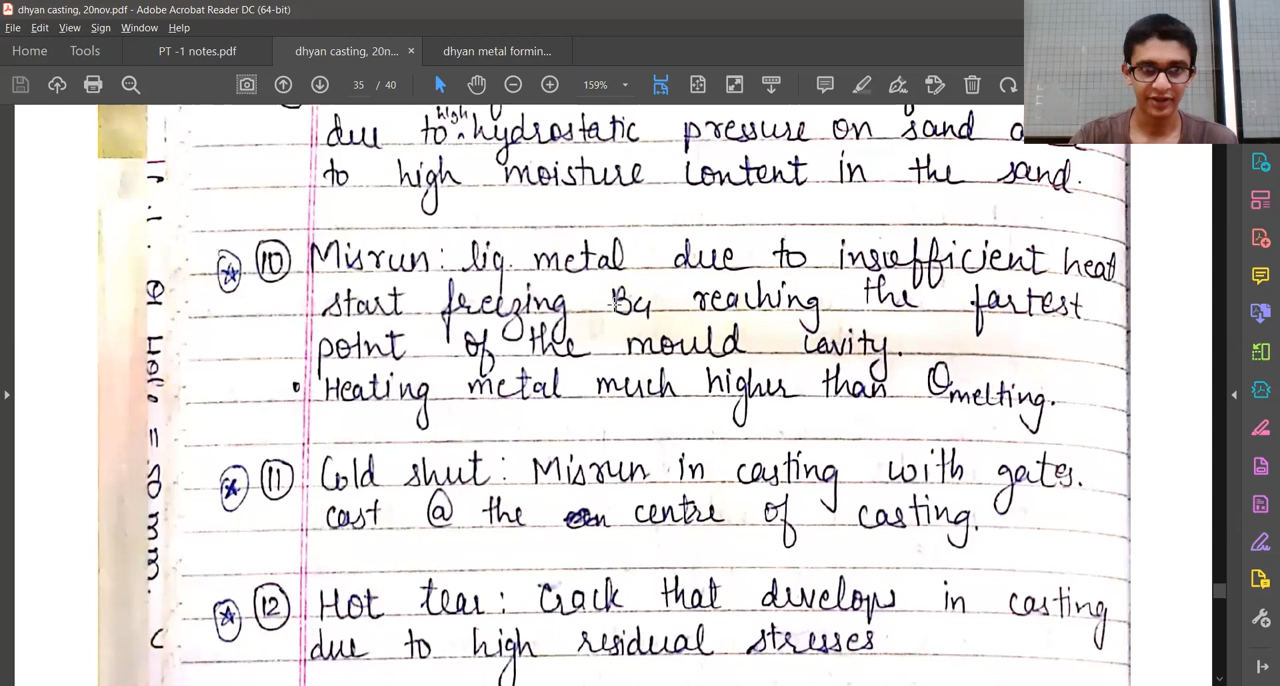 dhyan casting, 20nov.pdf - Adobe Acrobat Reader DC (64-bit)
File Edit View Sign Window Help
Home Tools PT -1 notes.pdf dhyan casting, 20n... × dhyan metal formin...
35 / 40 159%
due to high hydrostatic pressure on sand
to high moisture content in the sand.
10 Misrun: liq. metal due to insufficient heat
start freezing By reaching the fartest
point of the mould cavity.
• Heating metal much higher than θmelting.
11 Cold shut: Misrun in casting with gates.
cast @ the centre of casting.
12 Hot tear: Crack that develops in casting
due to high residual stresses